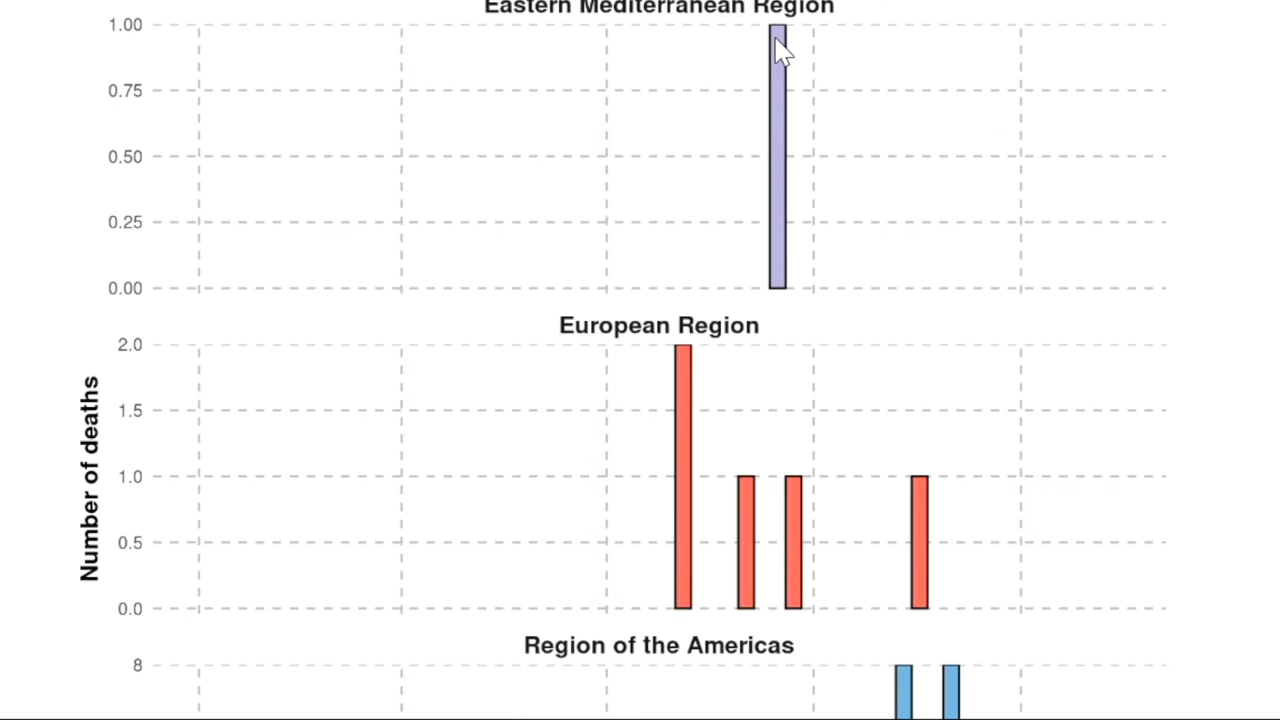 Eastern Mediterranean Region
1.00
0.75
0.50
0.25
0.00
European Region
2.0
1.5
1.0
0.5
0.0
Number of deaths
Region of the Americas
8